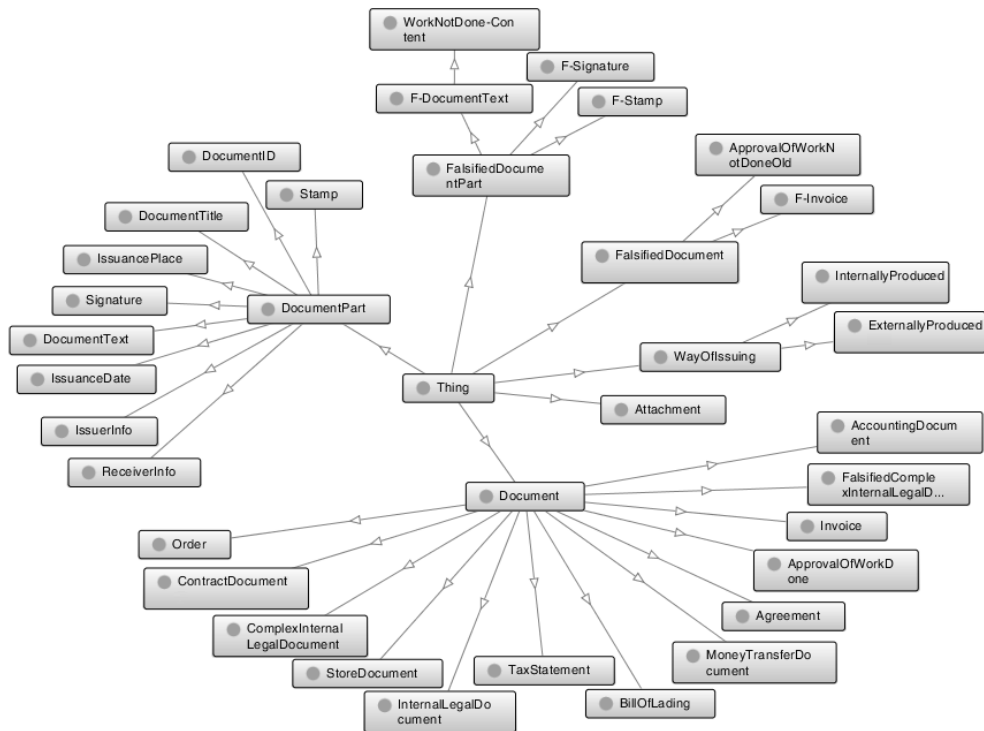 WorkNotDone-Con
tent
F-Signature
F-DocumentText
F-Stamp
DocumentID
ApprovalOfWorkN
otDoneOld
FalsifiedDocume
ntPart
Stamp
F-Invoice
DocumentTitle
IssuancePlace
FalsifiedDocument
InternallyProduced
Signature
DocumentPart
ExternallyProduced
DocumentText
WayOfIssuing
IssuanceDate
Thing
Attachment
IssuerInfo
AccountingDocum
ent
ReceiverInfo
FalsifiedComple
xInternalLegalD...
Document
Invoice
Order
ApprovalOfWorkD
one
ContractDocument
Agreement
ComplexInternal
LegalDocument
MoneyTransferDo
cument
StoreDocument
TaxStatement
InternalLegalDo
cument
BillOfLading